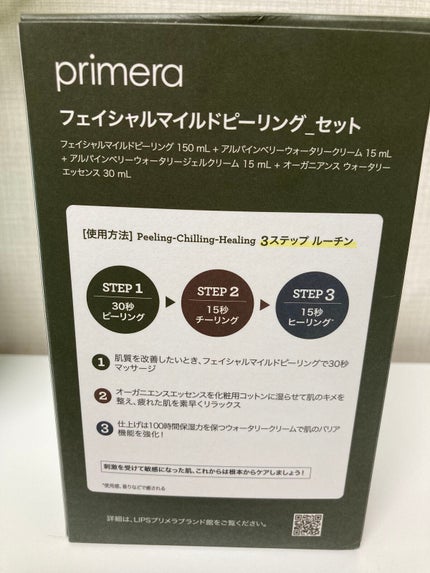 primera
フェイシャルマイルドピーリング_セット
フェイシャルマイルドピーリング 150 mL + アルパインベリーウォータリークリーム 15 mL
+ アルパインベリーウォータリージェルクリーム 15 mL + オーガニアンス ウォータリー
エッセンス 30 mL
[使用方法] Peeling-Chilling-Healing 3ステップ ルーチン
STEP 1
30秒
ピーリング
STEP 2
15秒
チーリング
STEP 3
15秒
ヒーリング*
1 肌質を改善したいとき、フェイシャルマイルドピーリングで30秒
マッサージ
2 オーガニエンスエッセンスを化粧用コットンに湿らせて肌のキメを
整え、疲れた肌を素早くリラックス
3 仕上げは100時間保湿力を保つウォータリークリームで肌のバリア
機能を強化!
刺激を受けて敏感になった肌、これからは根本からケアしましょう!
*使用感、香りなどで癒される
詳細は、LIPSプリメラブランド館をご覧ください。